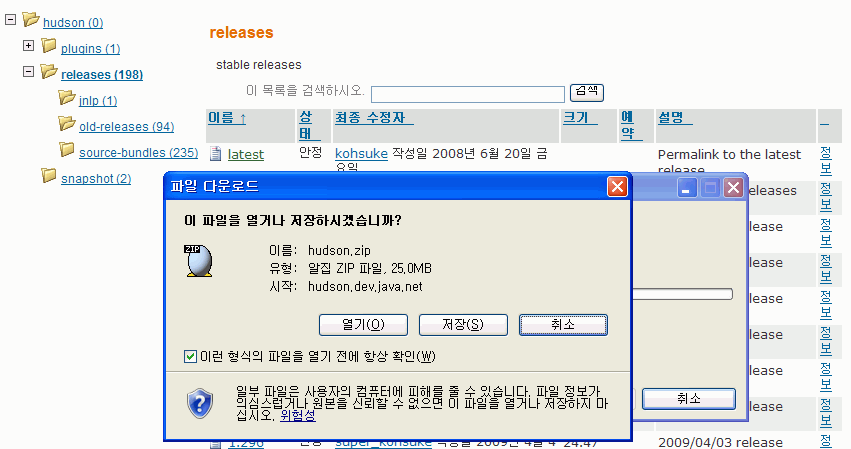 hudson (0)
plugins (1)
releases (198)
jnlp (1)
old-releases (94)
source-bundles (235)
snapshot (2)
releases
stable releases
이 목록을 검색하시오. 검색
이름 ↑ 상태 최종 수정자 크기 예약 설명
latest 안정 kohsuke 작성일 2008년 6월 20일 금요일 Permalink to the latest release 정보
releases 정보
release 정보
release 정보
release 정보
release 정보
release 정보
release 정보
파일 다운로드
이 파일을 열거나 저장하시겠습니까?
이름: hudson.zip
유형: 알집 ZIP 파일, 25.0MB
시작: hudson.dev.java.net
열기(O) 저장(S) 취소
이런 형식의 파일을 열기 전에 항상 확인(W)
일부 파일은 사용자의 컴퓨터에 피해를 줄 수 있습니다. 파일 정보가
의심스럽거나 원본을 신뢰할 수 없으면 이 파일을 열거나 저장하지 마
십시오. 위험성
취소
1.296 안정 super_kohsuke 작성일 2009년 4월 4 24.47 2009/04/03 release 정보